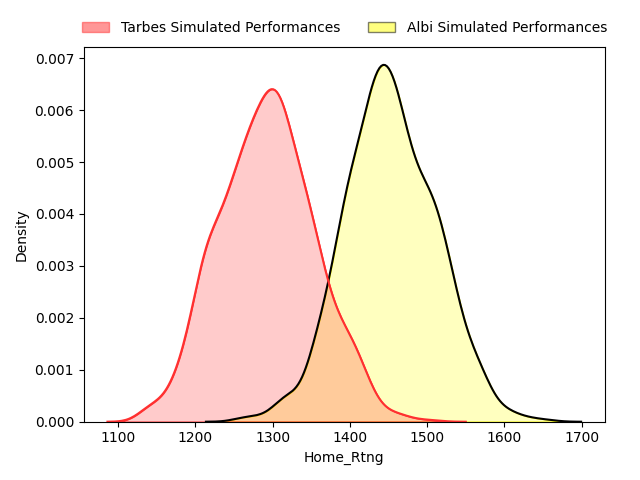 Tarbes Simulated Performances Albi Simulated Performances
0.007
0.006
0.005
0.004
0.003
0.002
0.001
0.000
Density
1100 1200 1300 1400 1500 1600 1700
Home_Rtng